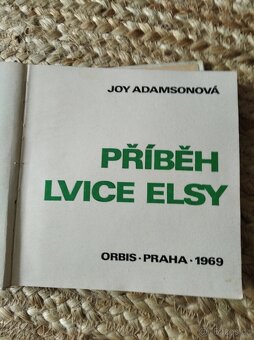 JOY ADAMSONOVÁ
PŘÍBĚH
LVICE ELSY
ORBIS · PRAHA · 1969